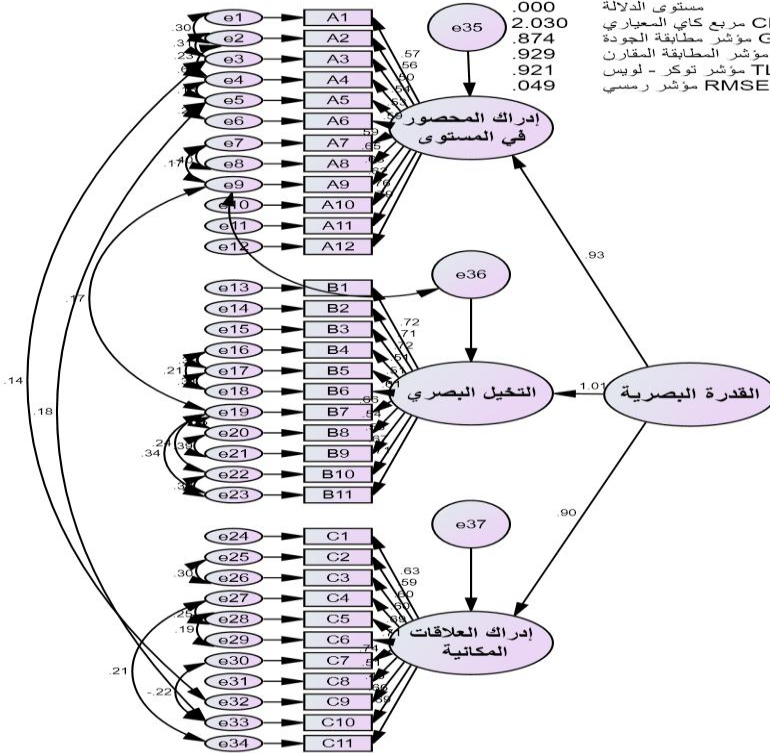 .000 مستوى الدلالة
2.030 مربع كاي المعياري
.874 مؤشر مطابقة الجودة
.929 مؤشر المطابقة المقارن
.921 مؤشر توكر - لويس TL
.049 مؤشر رمسي RMSE
e35
إدراك المحصور
في المستوى
e1 A1
e2 A2
e3 A3
e4 A4
e5 A5
e6 A6
e7 A7
e8 A8
e9 A9
e10 A10
e11 A11
e12 A12
.30
.57
.56
.93
e36
التخيل البصري
القدرة البصرية
1.01
e13 B1
e14 B2
e15 B3
e16 B4
e17 B5
e18 B6
e19 B7
e20 B8
e21 B9
e22 B10
e23 B11
.17
.14
.18
.21
.34
.72
.71
.90
e37
إدراك العلاقات
المكانية
e24 C1
e25 C2
e26 C3
e27 C4
e28 C5
e29 C6
e30 C7
e31 C8
e32 C9
e33 C10
e34 C11
.30
.19
.21
-.22
.63
.59
.60